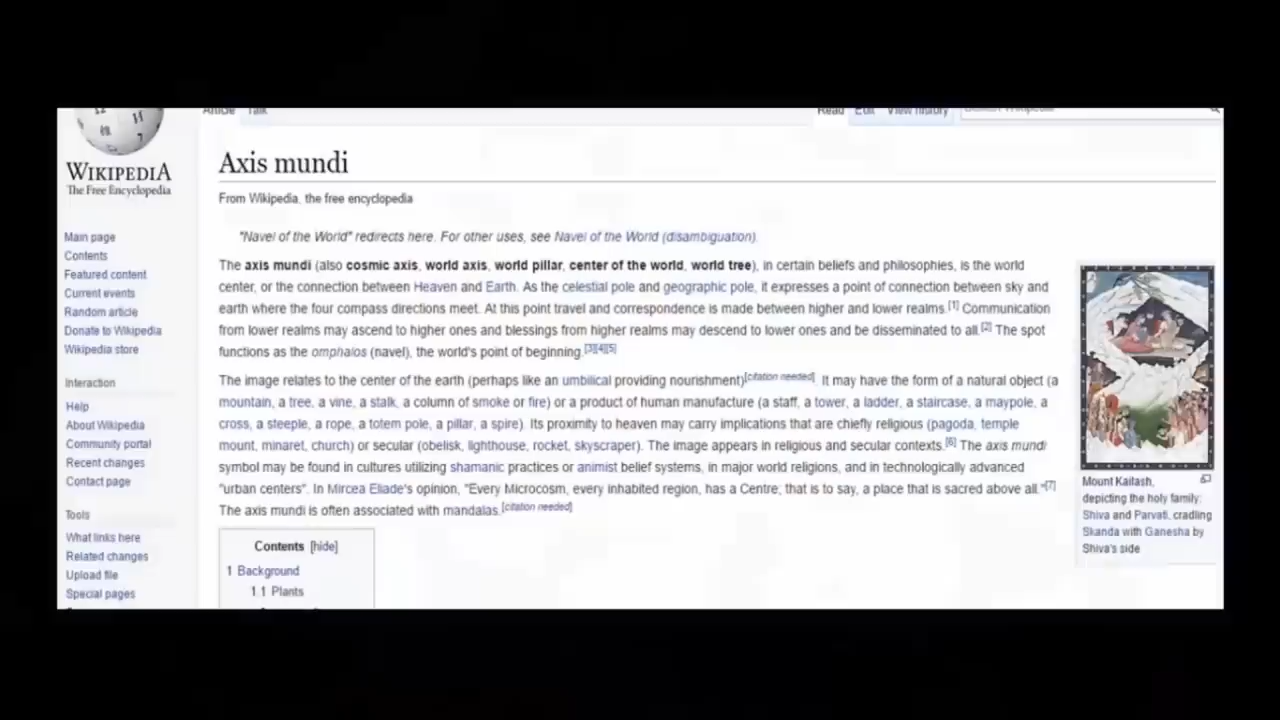 Article Talk
Read Edit View history
WIKIPEDIA
The Free Encyclopedia
Main page
Contents
Featured content
Current events
Random article
Donate to Wikipedia
Wikipedia store
Interaction
Help
About Wikipedia
Community portal
Recent changes
Contact page
Tools
What links here
Related changes
Upload file
Special pages
Axis mundi
From Wikipedia, the free encyclopedia
"Navel of the World" redirects here. For other uses, see Navel of the World (disambiguation).
The axis mundi (also cosmic axis, world axis, world pillar, center of the world, world tree), in certain beliefs and philosophies, is the world
center, or the connection between Heaven and Earth. As the celestial pole and geographic pole, it expresses a point of connection between sky and
earth where the four compass directions meet. At this point travel and correspondence is made between higher and lower realms.[1] Communication
from lower realms may ascend to higher ones and blessings from higher realms may descend to lower ones and be disseminated to all.[2] The spot
functions as the omphalos (navel), the world's point of beginning.[3][4][5]
The image relates to the center of the earth (perhaps like an umbilical providing nourishment)[citation needed]. It may have the form of a natural object (a
mountain, a tree, a vine, a stalk, a column of smoke or fire) or a product of human manufacture (a staff, a tower, a ladder, a staircase, a maypole, a
cross, a steeple, a rope, a totem pole, a pillar, a spire). Its proximity to heaven may carry implications that are chiefly religious (pagoda, temple
mount, minaret, church) or secular (obelisk, lighthouse, rocket, skyscraper). The image appears in religious and secular contexts.[6] The axis mundi
symbol may be found in cultures utilizing shamanic practices or animist belief systems, in major world religions, and in technologically advanced
"urban centers". In Mircea Eliade's opinion, "Every Microcosm, every inhabited region, has a Centre; that is to say, a place that is sacred above all."[7]
The axis mundi is often associated with mandalas.[citation needed]
Contents [hide]
1 Background
1.1 Plants
Mount Kailash,
depicting the holy family:
Shiva and Parvati, cradling
Skanda with Ganesha by
Shiva's side